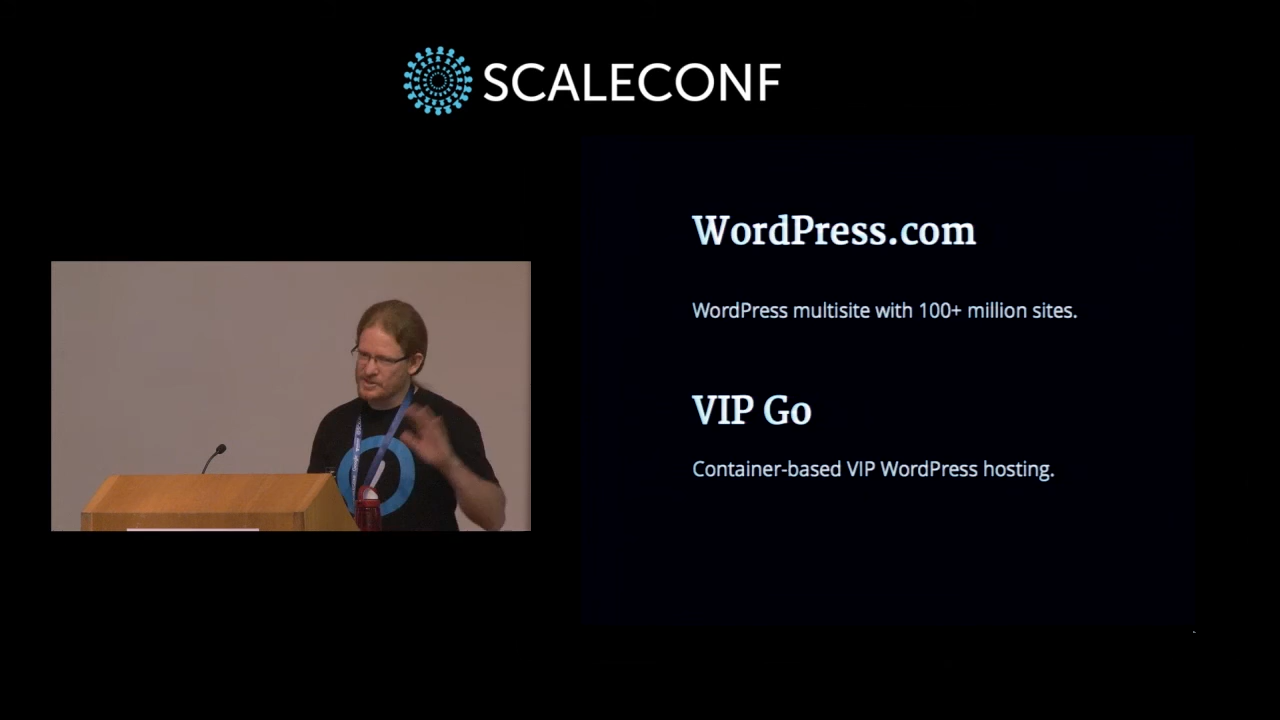 SCALECONF
WordPress.com
WordPress multisite with 100+ million sites.
VIP Go
Container-based VIP WordPress hosting.